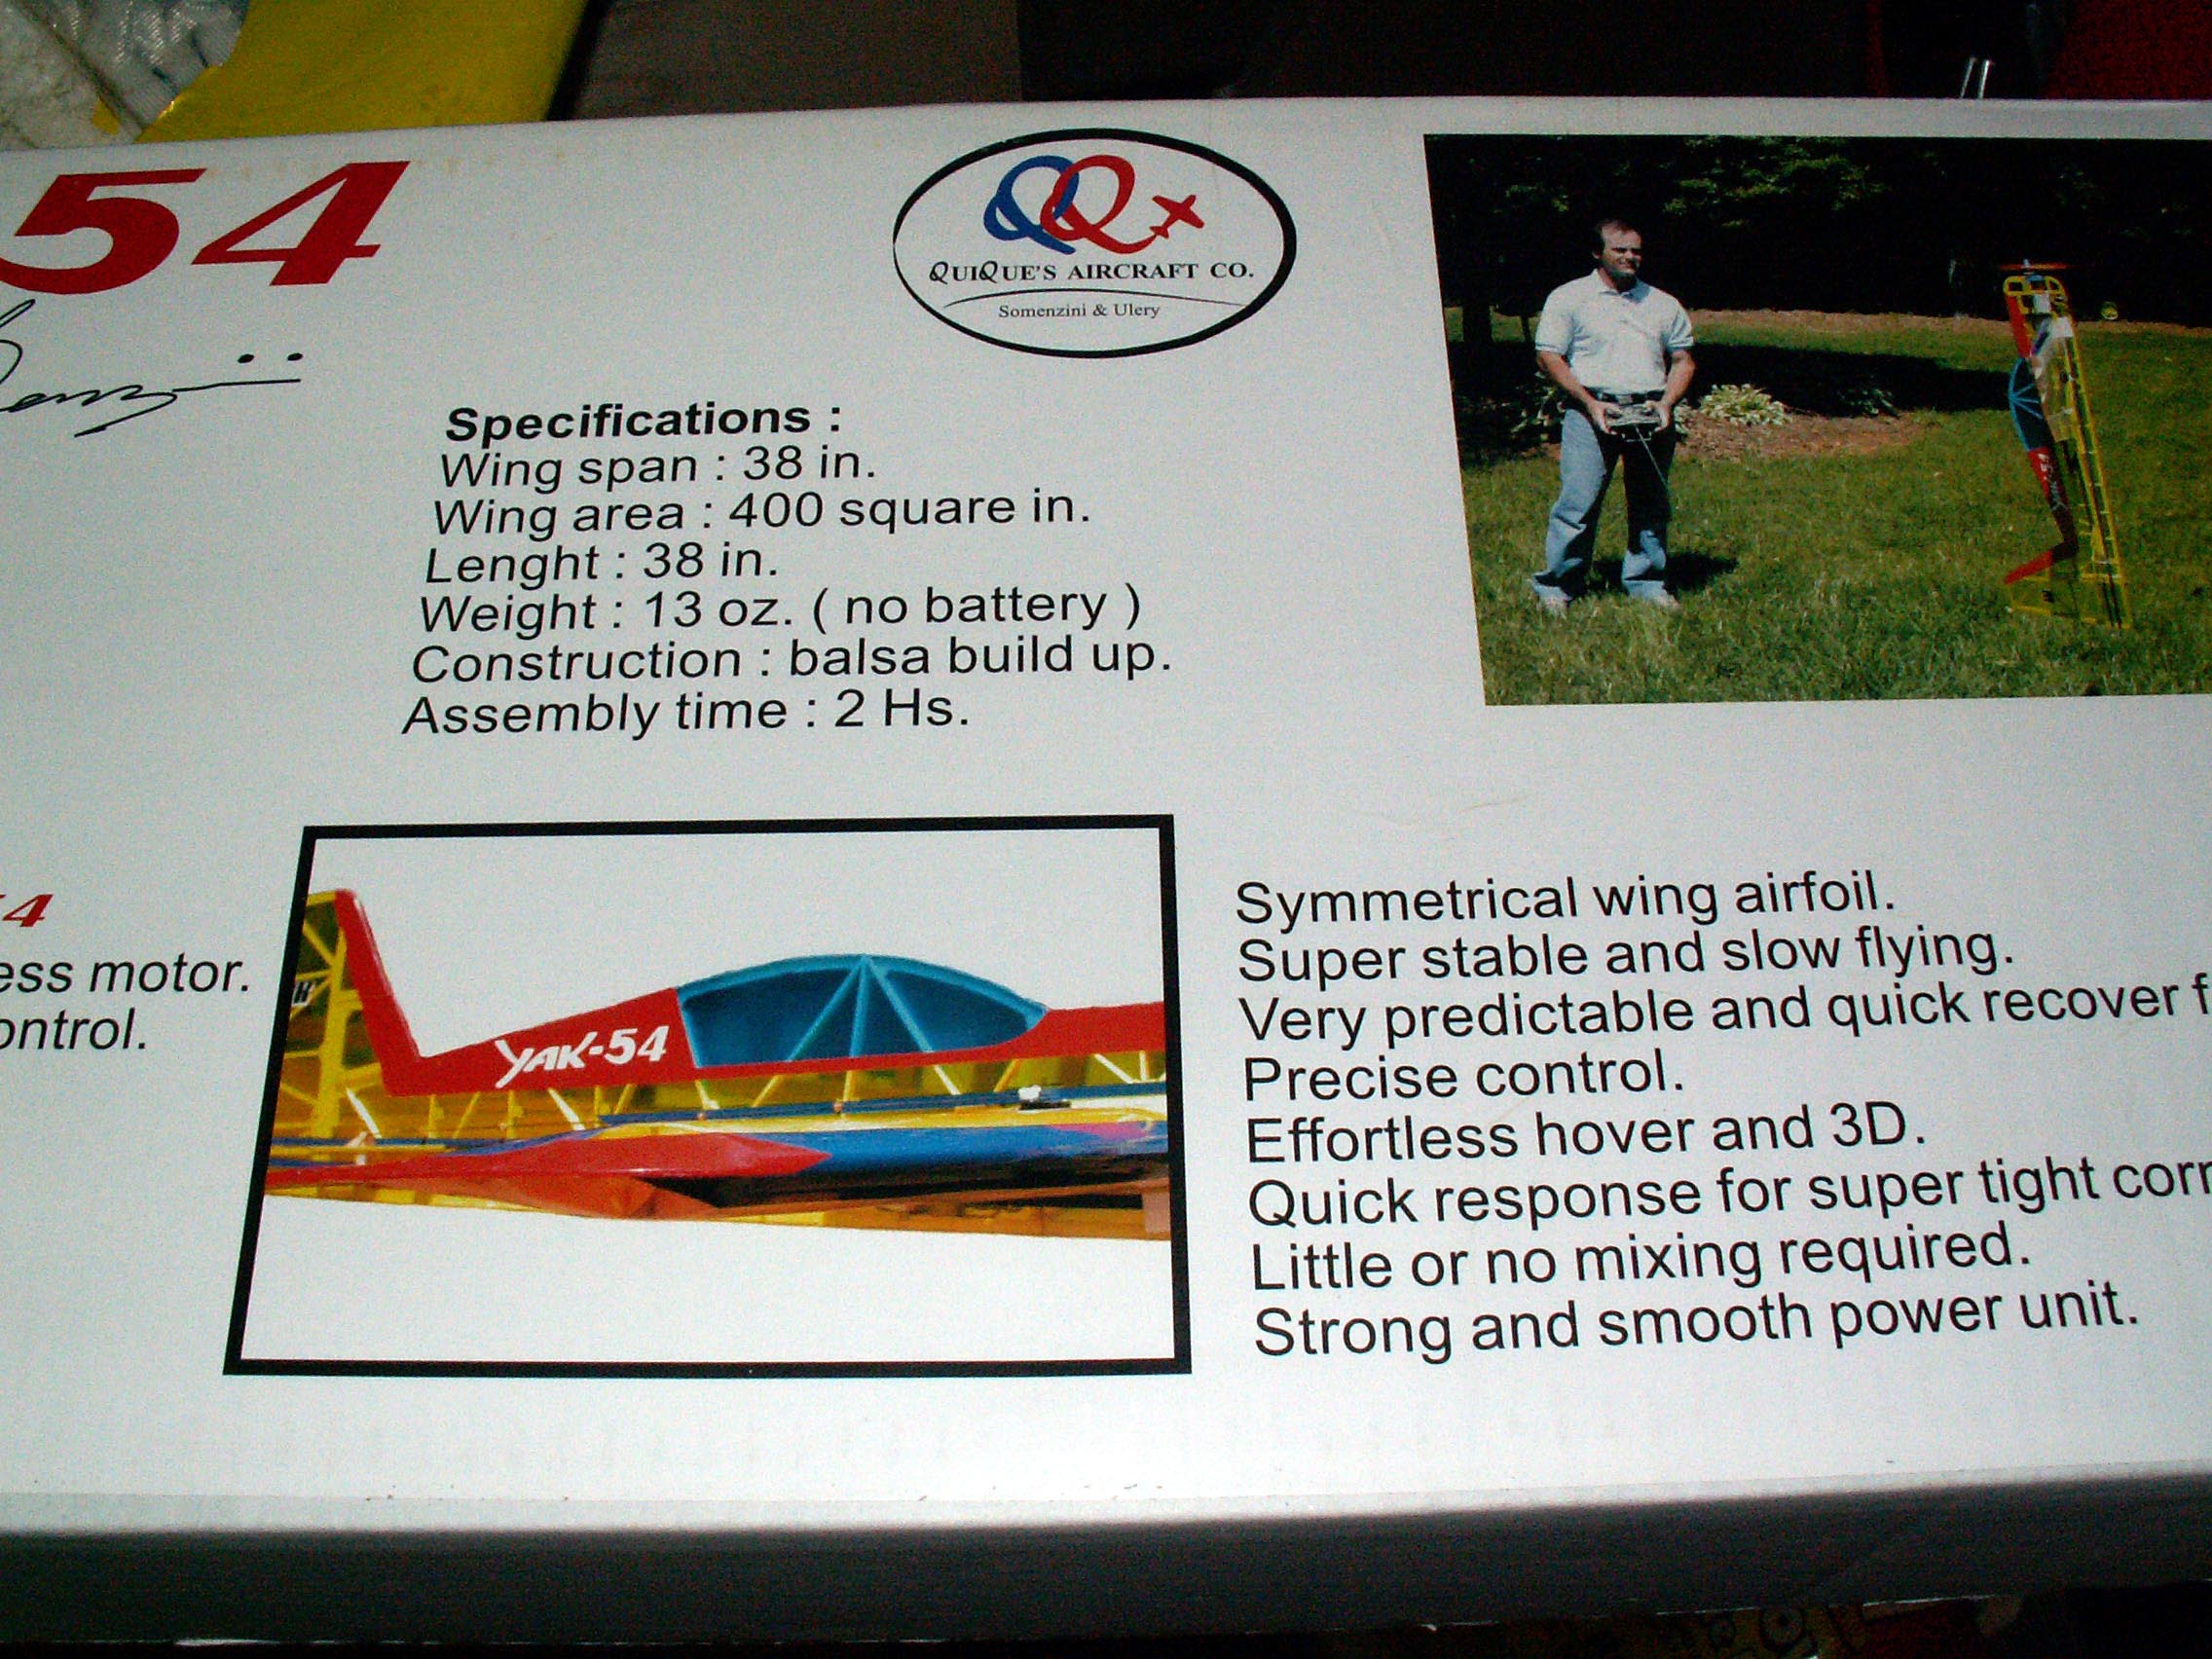 54
QQ
QUIQUE'S AIRCRAFT CO.
Somenzini & Ulery
Specifications :
Wing span : 38 in.
Wing area : 400 square in.
Lenght : 38 in.
Weight : 13 oz. ( no battery )
Construction : balsa build up.
Assembly time : 2 Hs.
4
ess motor.
ontrol.
YAK-54
Symmetrical wing airfoil.
Super stable and slow flying.
Very predictable and quick recover f
Precise control.
Effortless hover and 3D.
Quick response for super tight corr
Little or no mixing required.
Strong and smooth power unit.